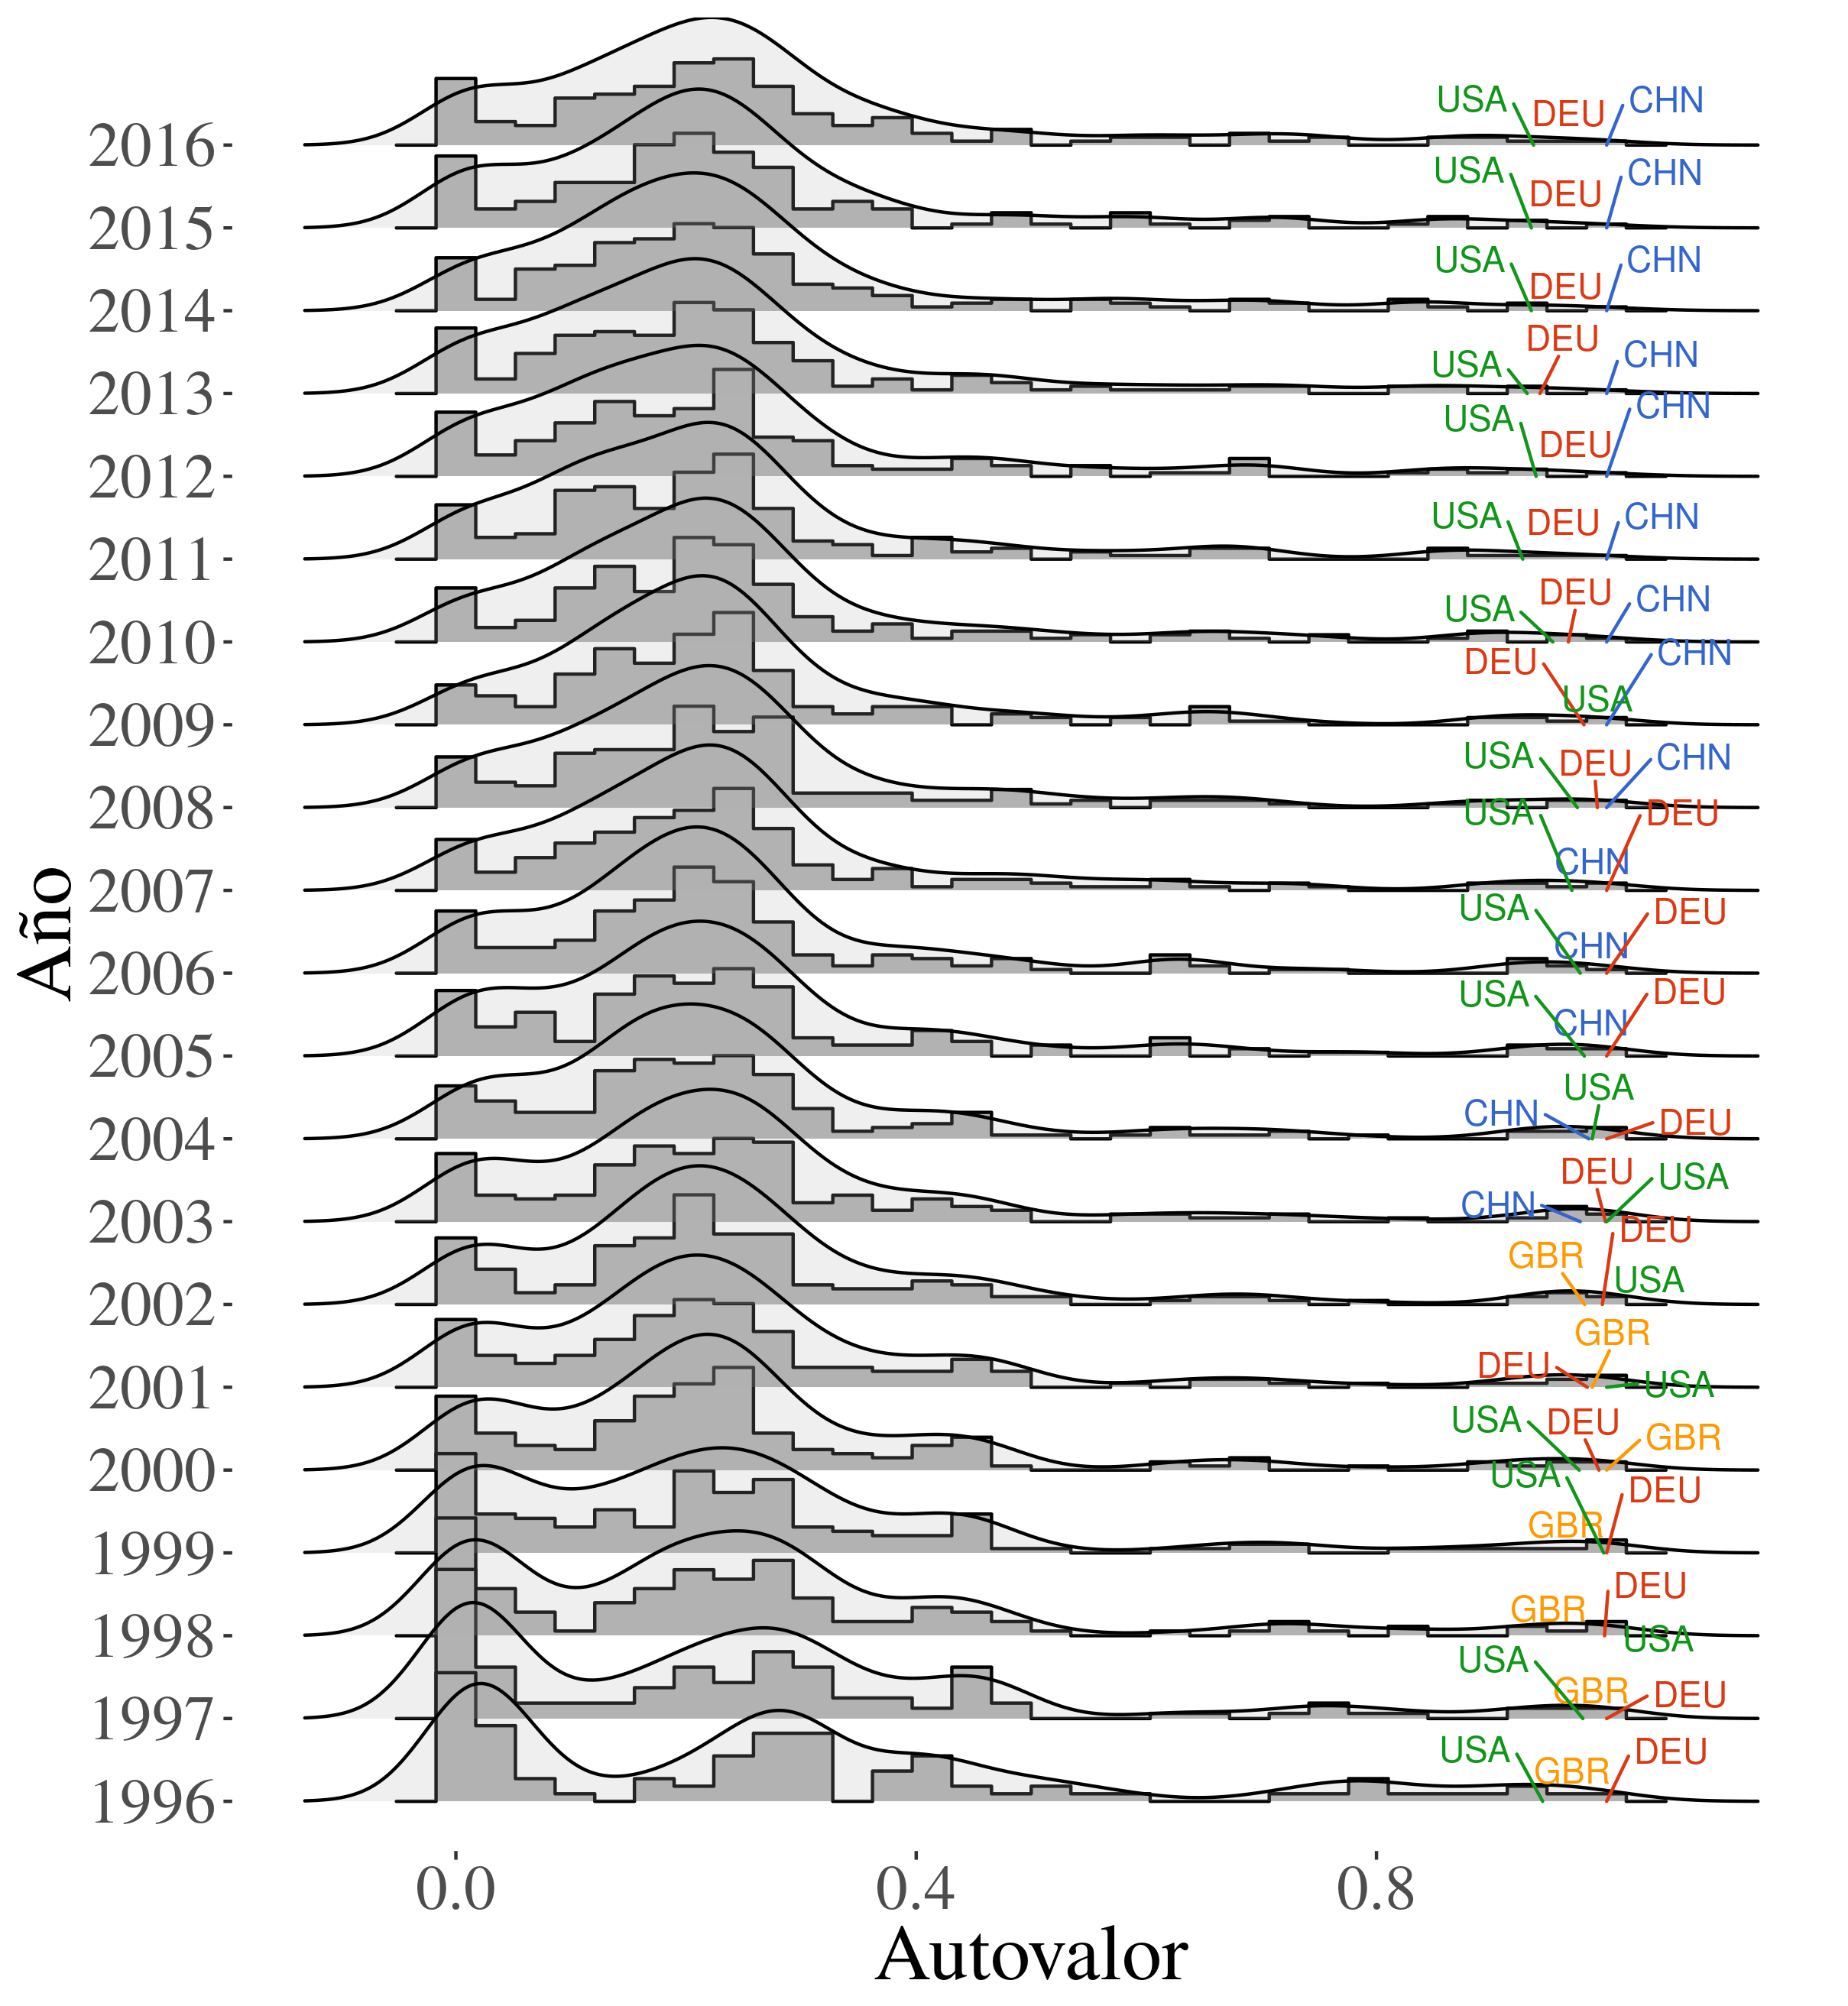 USA DEU CHN
2016
USA DEU CHN
2015
USA DEU CHN
2014
USA DEU CHN
2013
USA DEU CHN
2012
USA DEU CHN
2011
USA DEU CHN
2010
DEU USA CHN
2009
USA DEU CHN
2008
USA CHN DEU
2007
USA CHN DEU
2006
USA CHN DEU
2005
CHN USA DEU
2004
CHN DEU USA
2003
GBR DEU USA
2002
DEU GBR USA
2001
USA DEU GBR
2000
USA GBR DEU
1999
GBR DEU USA
1998
USA GBR DEU
1997
USA GBR DEU
1996
Año
0.0 0.4 0.8
Autovalor